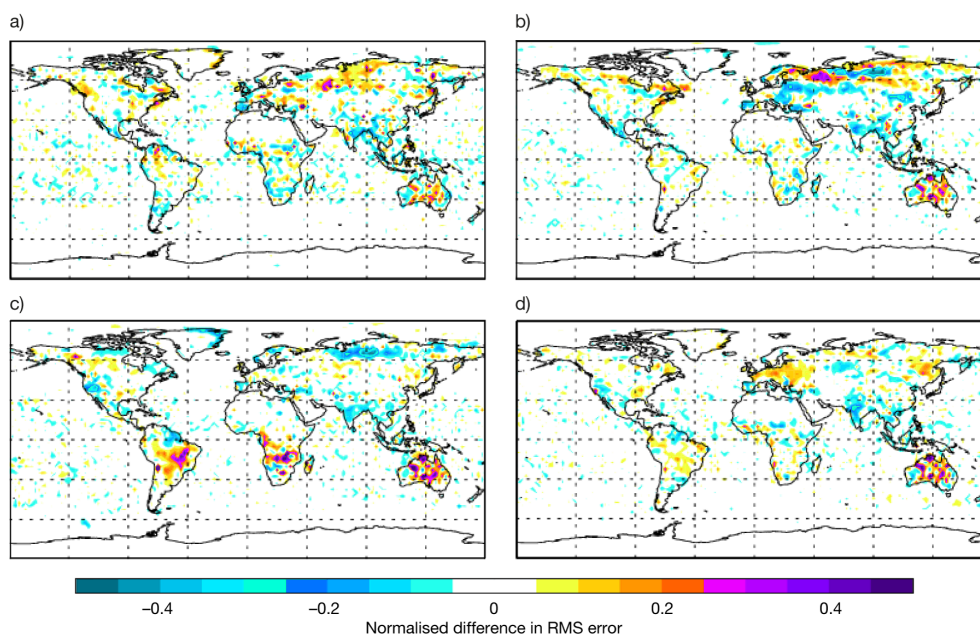 a)
b)
c)
d)
−0.4 −0.2 0 0.2 0.4
Normalised difference in RMS error